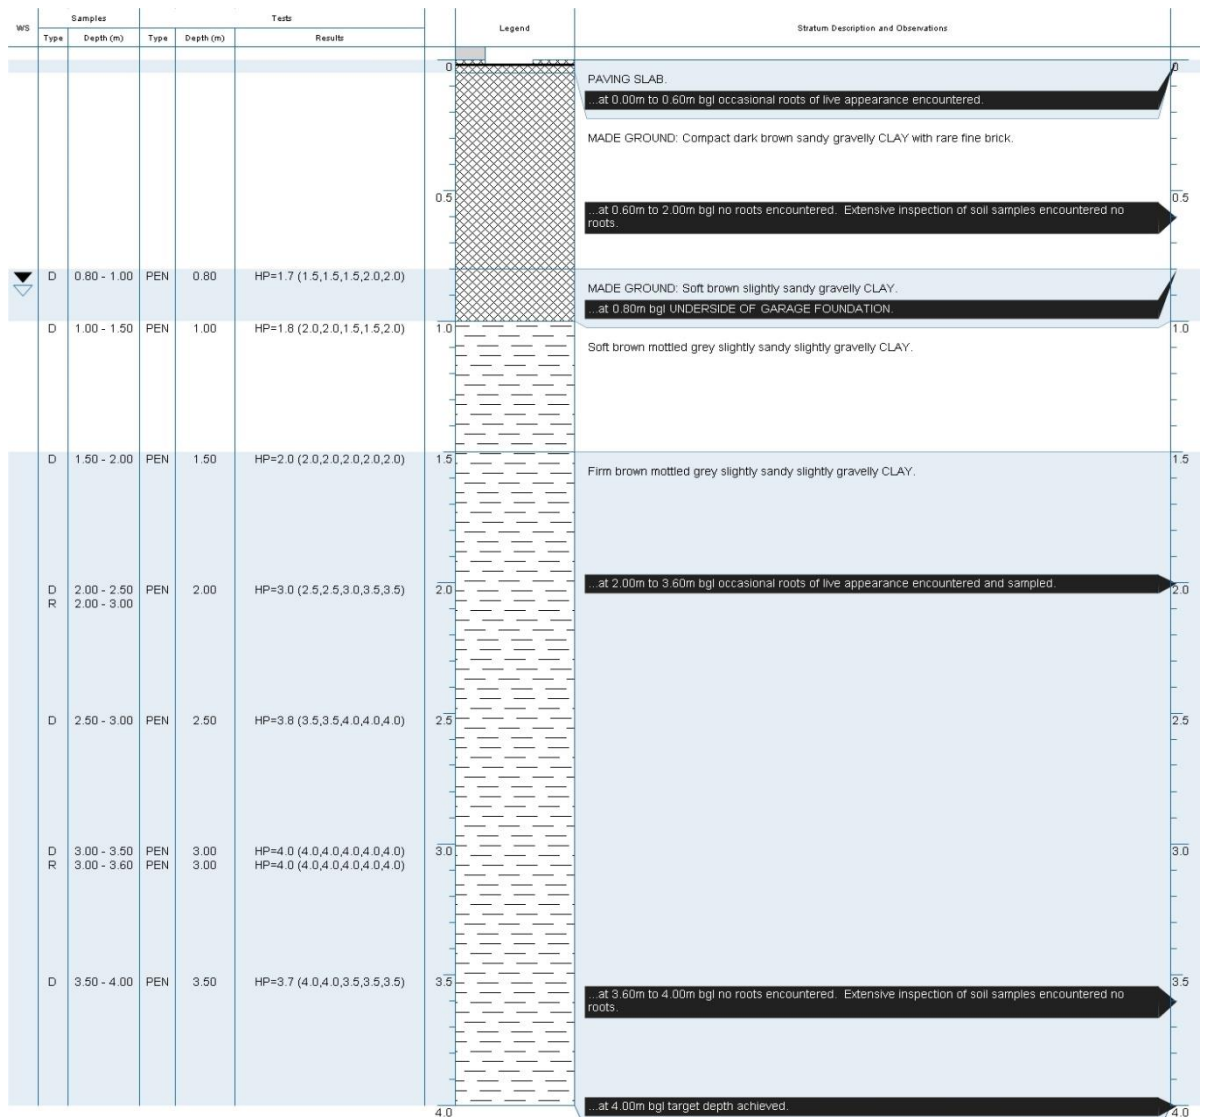 WS
Samples
Tests
Legend
Stratum Description and Observations
Type
Depth (m)
Type
Depth (m)
Results
0
0
PAVING SLAB.
...at 0.00m to 0.60m bgl occasional roots of live appearance encountered.
MADE GROUND: Compact dark brown sandy gravelly CLAY with rare fine brick.
0.5
0.5
...at 0.60m to 2.00m bgl no roots encountered. Extensive inspection of soil samples encountered no
roots.
D 0.80 - 1.00 PEN 0.80 HP=1.7 (1.5,1.5,1.5,2.0,2.0)
MADE GROUND: Soft brown slightly sandy gravelly CLAY.
...at 0.80m bgl UNDERSIDE OF GARAGE FOUNDATION.
D 1.00 - 1.50 PEN 1.00 HP=1.8 (2.0,2.0,1.5,1.5,2.0)
1.0
1.0
Soft brown mottled grey slightly sandy slightly gravelly CLAY.
D 1.50 - 2.00 PEN 1.50 HP=2.0 (2.0,2.0,2.0,2.0,2.0)
1.5
1.5
Firm brown mottled grey slightly sandy slightly gravelly CLAY.
...at 2.00m to 3.60m bgl occasional roots of live appearance encountered and sampled.
D 2.00 - 2.50 PEN 2.00 HP=3.0 (2.5,2.5,3.0,3.5,3.5)
2.0
2.0
R 2.00 - 3.00
D 2.50 - 3.00 PEN 2.50 HP=3.8 (3.5,3.5,4.0,4.0,4.0)
2.5
2.5
D 3.00 - 3.50 PEN 3.00 HP=4.0 (4.0,4.0,4.0,4.0,4.0)
3.0
3.0
R 3.00 - 3.60 PEN 3.00 HP=4.0 (4.0,4.0,4.0,4.0,4.0)
D 3.50 - 4.00 PEN 3.50 HP=3.7 (4.0,4.0,3.5,3.5,3.5)
3.5
3.5
...at 3.60m to 4.00m bgl no roots encountered. Extensive inspection of soil samples encountered no
roots.
...at 4.00m bgl target depth achieved.
4.0
4.0